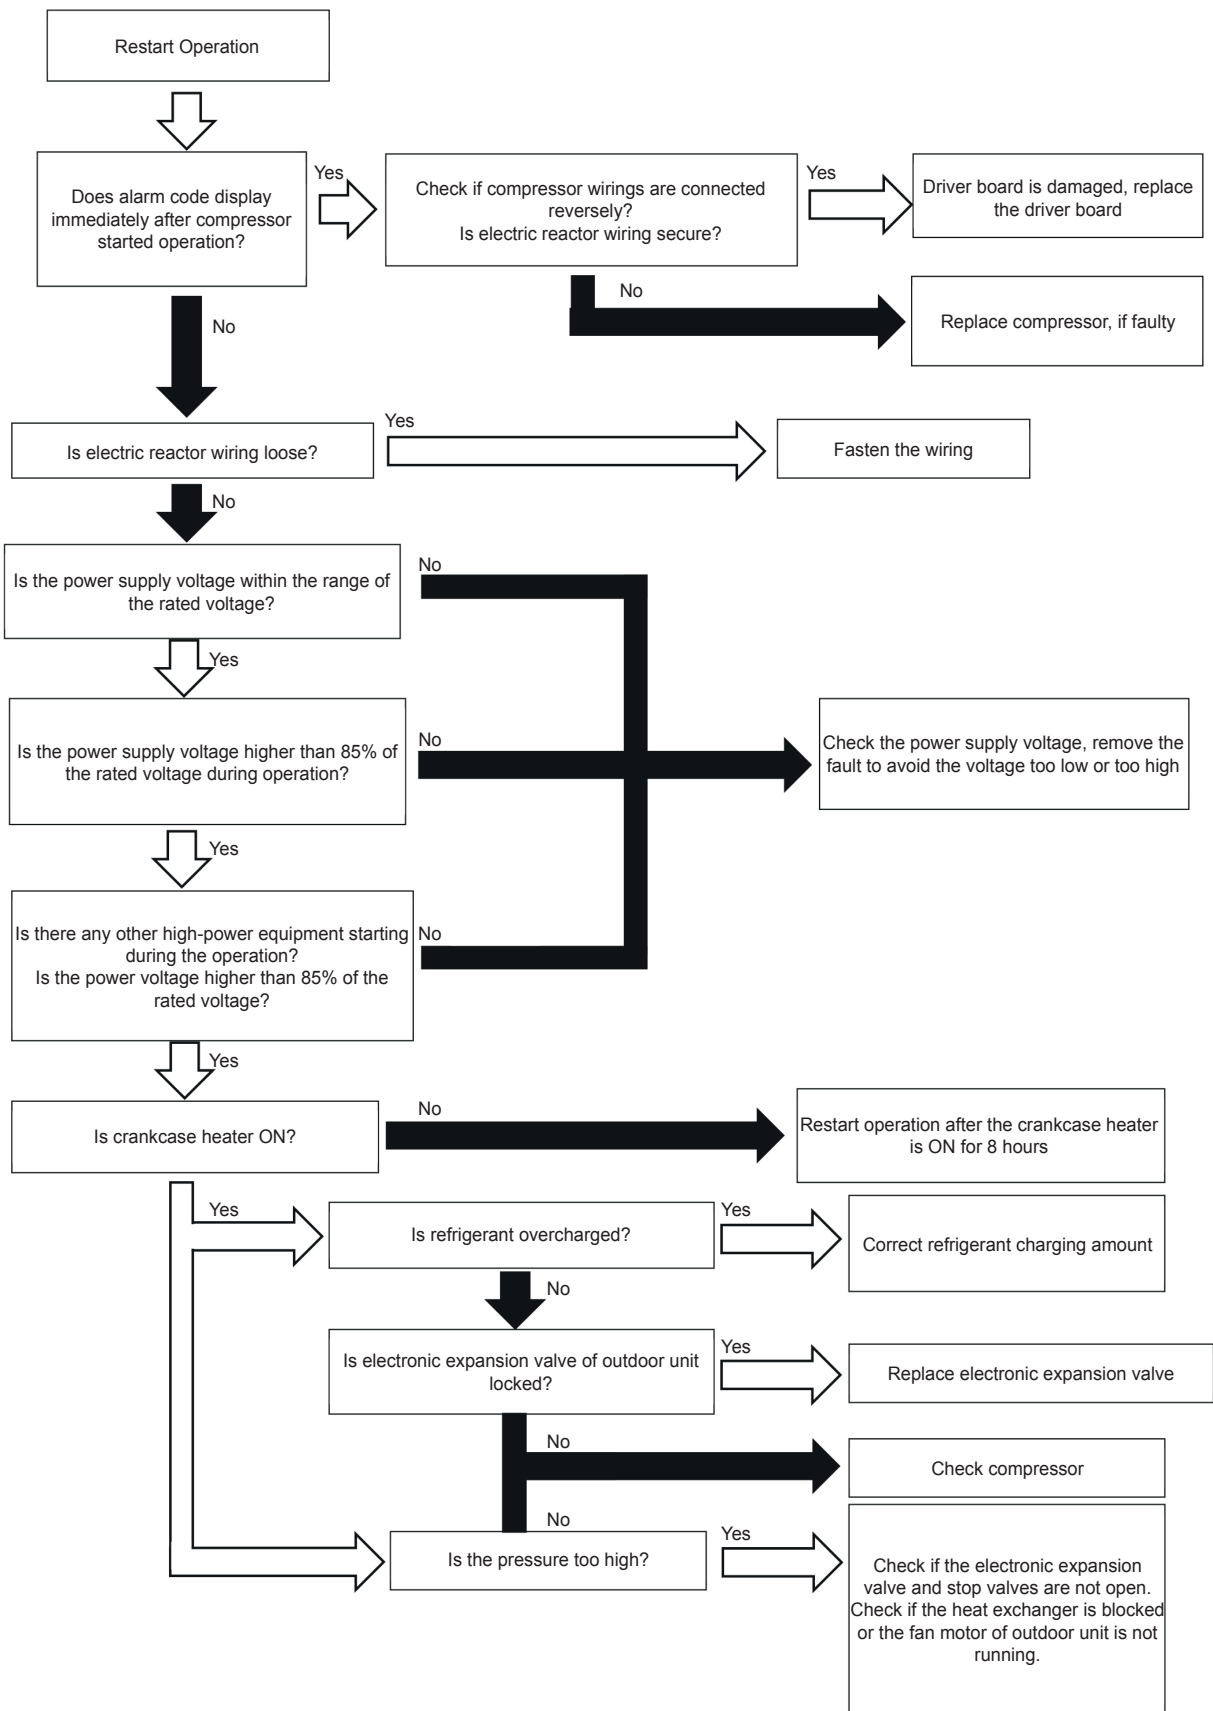 Restart Operation
Does alarm code display
immediately after compressor
started operation?
Yes
Check if compressor wirings are connected
reversely?
Is electric reactor wiring secure?
Yes
Driver board is damaged, replace
the driver board
No
Replace compressor, if faulty
No
Is electric reactor wiring loose?
Yes
Fasten the wiring
No
Is the power supply voltage within the range of
the rated voltage?
No
Yes
Is the power supply voltage higher than 85% of
the rated voltage during operation?
No
Check the power supply voltage, remove the
fault to avoid the voltage too low or too high
Yes
Is there any other high-power equipment starting
during the operation?
Is the power voltage higher than 85% of the
rated voltage?
No
Yes
Is crankcase heater ON?
No
Restart operation after the crankcase heater
is ON for 8 hours
Yes
Is refrigerant overcharged?
Yes
Correct refrigerant charging amount
No
Is electronic expansion valve of outdoor unit
locked?
Yes
Replace electronic expansion valve
No
Check compressor
No
Is the pressure too high?
Yes
Check if the electronic expansion
valve and stop valves are not open.
Check if the heat exchanger is blocked
or the fan motor of outdoor unit is not
running.